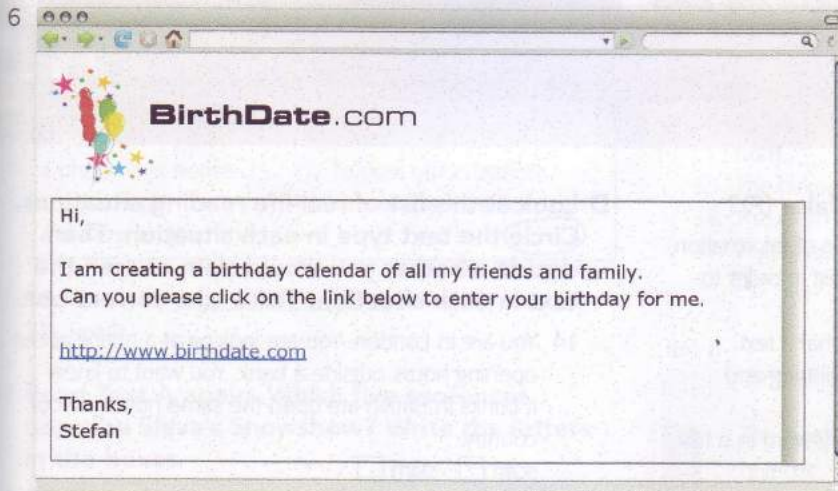 6
BirthDate.com
Hi,
I am creating a birthday calendar of all my friends and family.
Can you please click on the link below to enter your birthday for me.
http://www.birthdate.com
Thanks,
Stefan